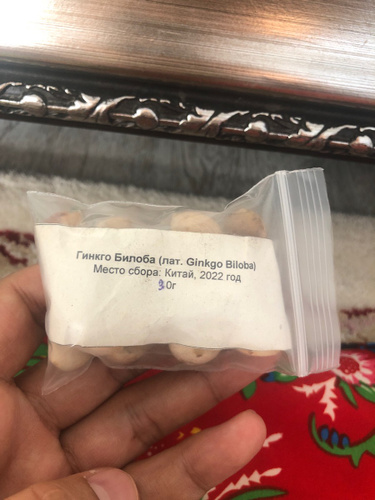 Гинкго Билоба (лат. Ginkgo Biloba)
Место сбора: Китай, 2022 год
30г